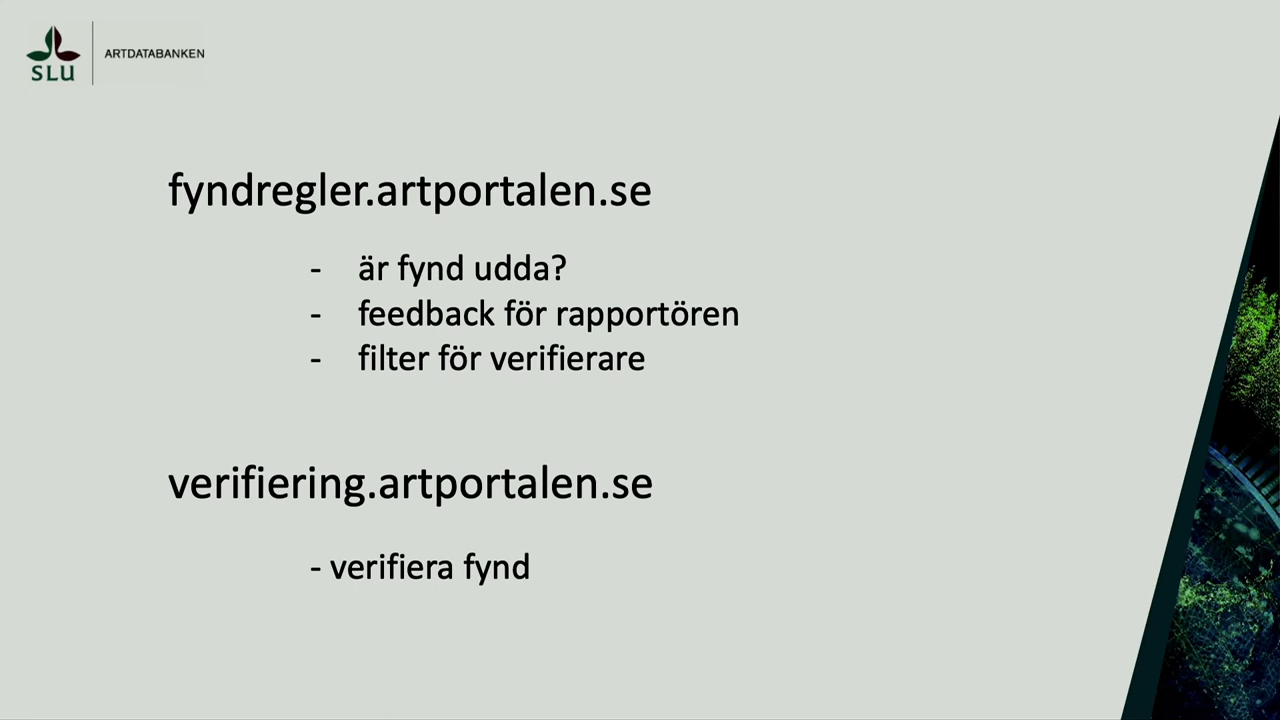 SLU
ARTDATABANKEN
fyndregler.artportalen.se
- är fynd udda?
- feedback för rapportören
- filter för verifierare
verifiering.artportalen.se
- verifiera fynd